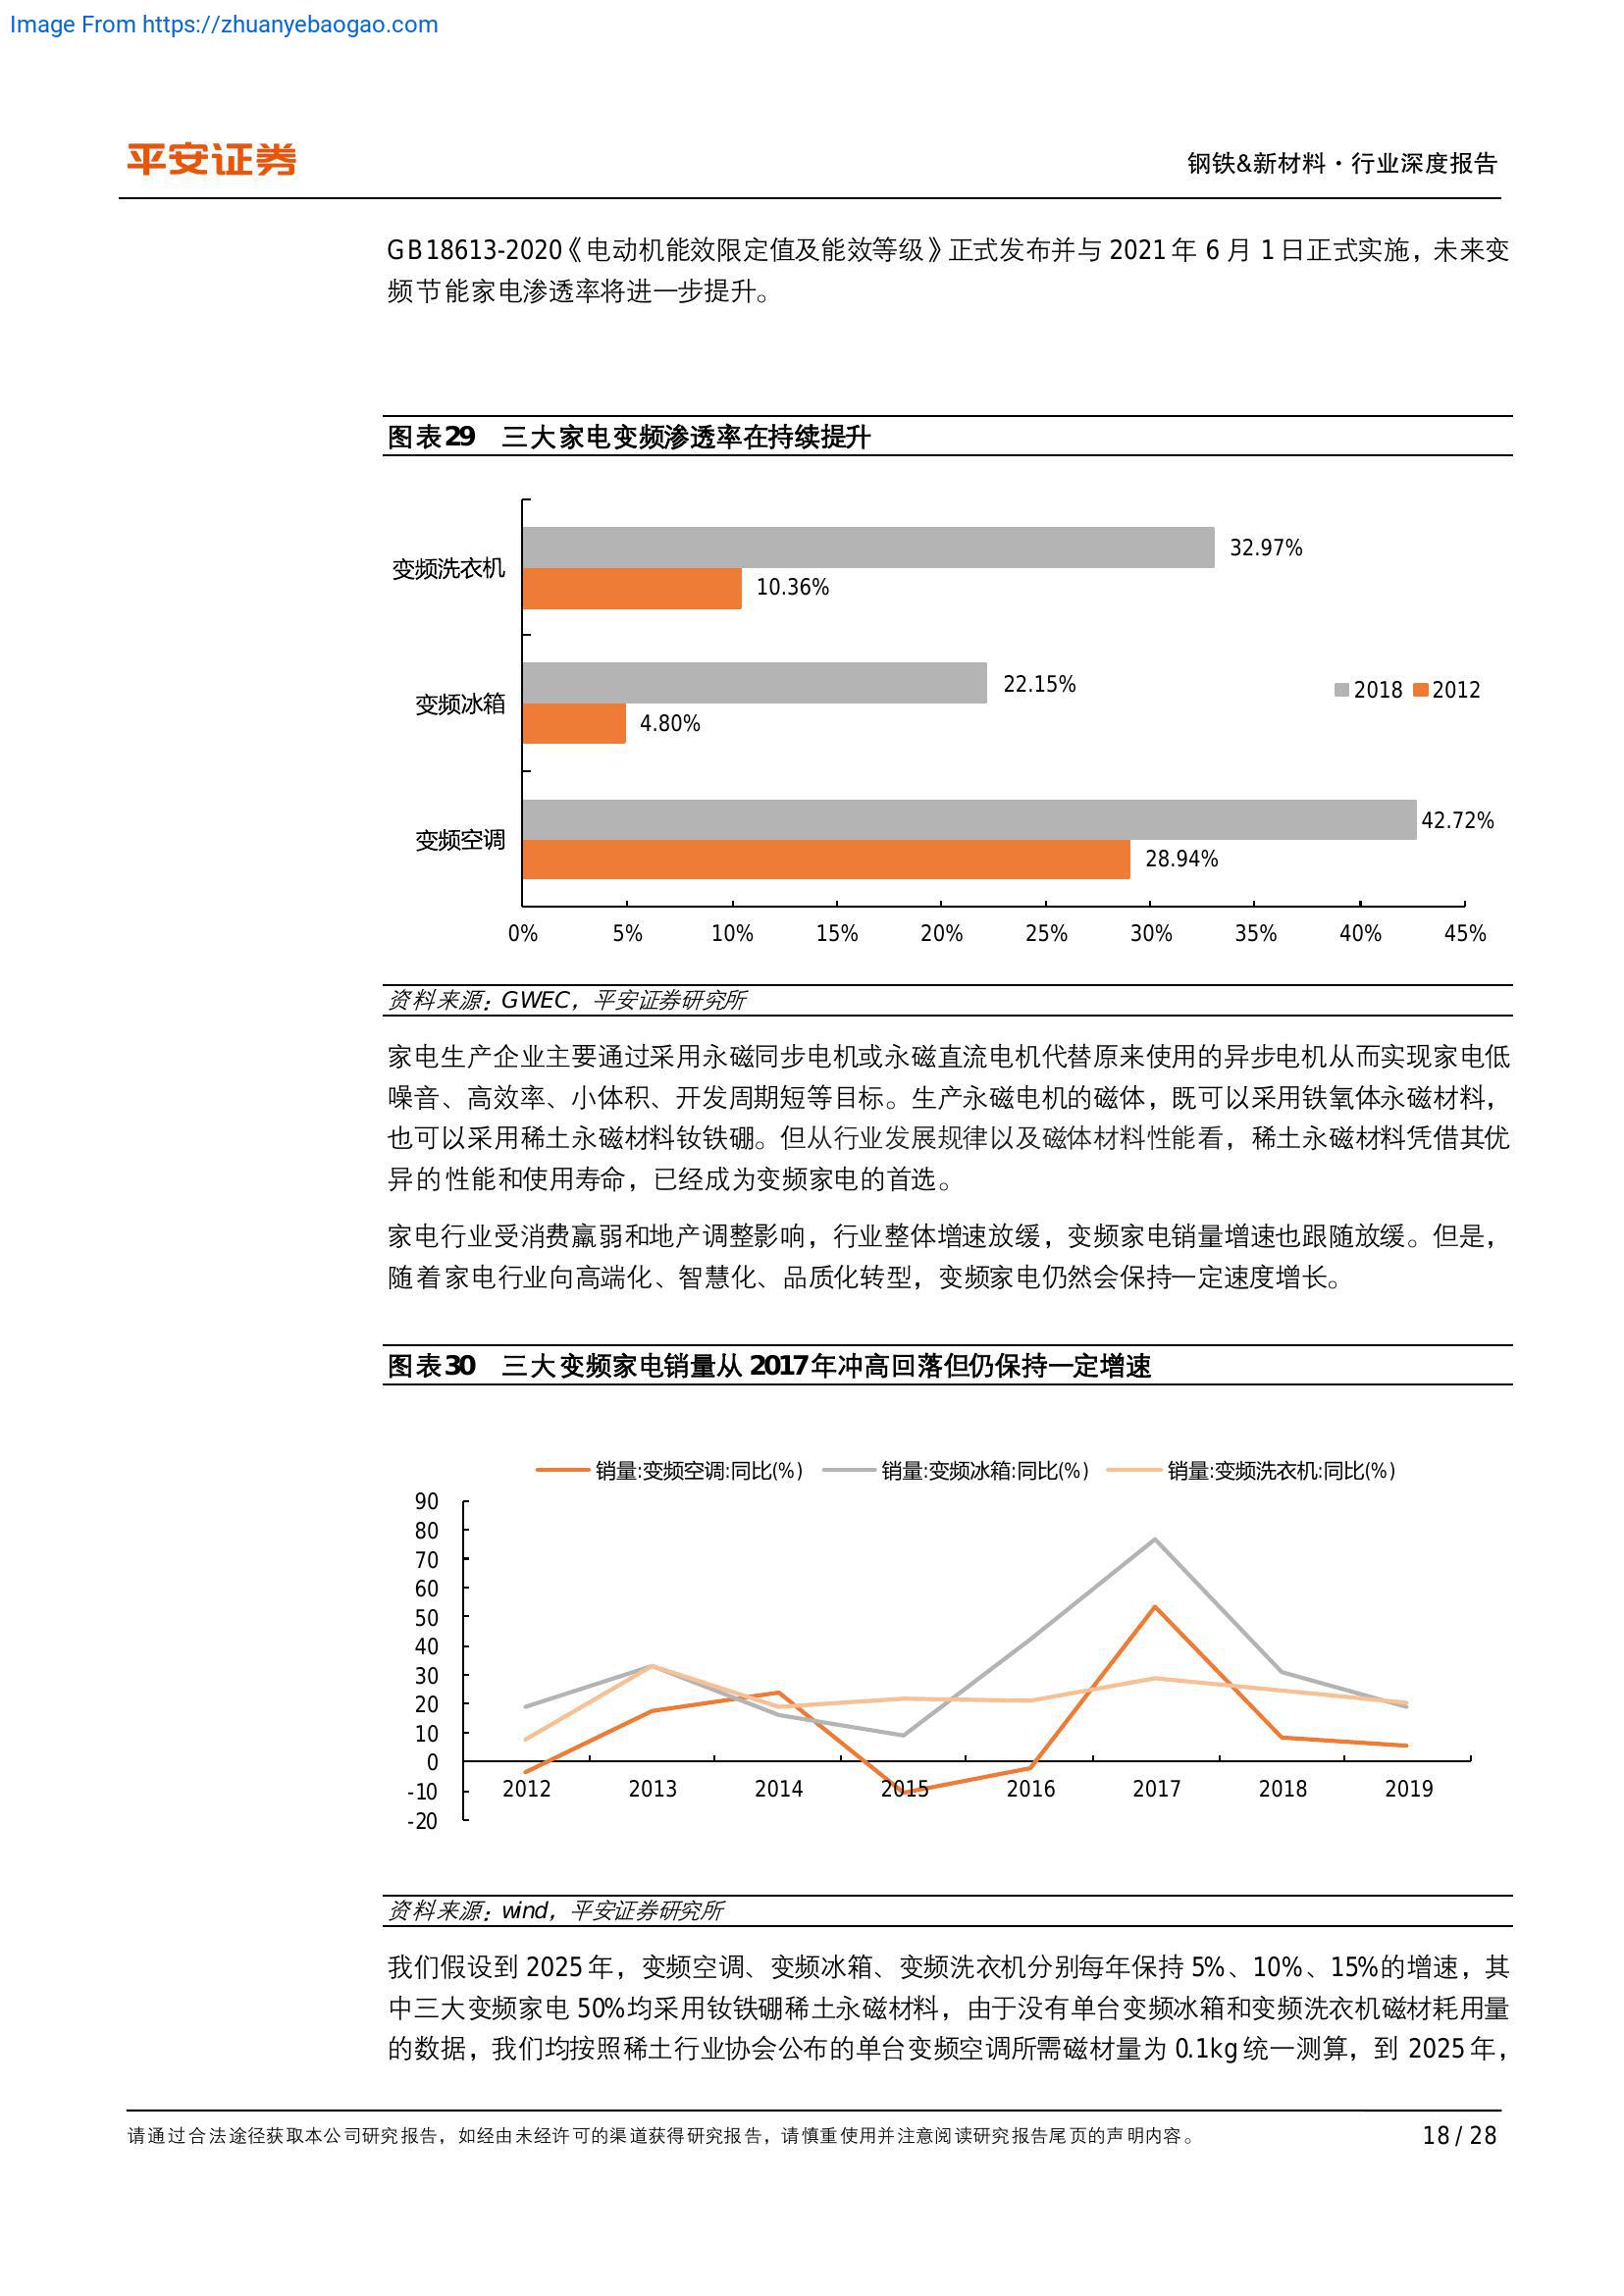 Image From https://zhuanyebaogao.com
平安证券
钢铁&新材料·行业深度报告
GB18613-2020《电动机能效限定值及能效等级》正式发布并与 2021 年 6 月 1 日正式实施，未来变
频节能家电渗透率将进一步提升。
图表29 三大家电变频渗透率在持续提升
变频洗衣机
32.97%
10.36%
变频冰箱
22.15%
4.80%
2018 2012
变频空调
42.72%
28.94%
0% 5% 10% 15% 20% 25% 30% 35% 40% 45%
资料来源：GWEC，平安证券研究所
家电生产企业主要通过采用永磁同步电机或永磁直流电机代替原来使用的异步电机从而实现家电低
噪音、高效率、小体积、开发周期短等目标。生产永磁电机的磁体，既可以采用铁氧体永磁材料，
也可以采用稀土永磁材料钕铁硼。但从行业发展规律以及磁体材料性能看，稀土永磁材料凭借其优
异的性能和使用寿命，已经成为变频家电的首选。
家电行业受消费羸弱和地产调整影响，行业整体增速放缓，变频家电销量增速也跟随放缓。但是，
随着家电行业向高端化、智慧化、品质化转型，变频家电仍然会保持一定速度增长。
图表30 三大变频家电销量从 2017 年冲高回落但仍保持一定增速
销量:变频空调:同比(%) 销量:变频冰箱:同比(%) 销量:变频洗衣机:同比(%)
90
80
70
60
50
40
30
20
10
0
-10
-20
2012 2013 2014 2015 2016 2017 2018 2019
资料来源：wind，平安证券研究所
我们假设到 2025 年，变频空调、变频冰箱、变频洗衣机分别每年保持 5%、10%、15%的增速，其
中三大变频家电 50%均采用钕铁硼稀土永磁材料，由于没有单台变频冰箱和变频洗衣机磁材耗用量
的数据，我们均按照稀土行业协会公布的单台变频空调所需磁材量为 0.1kg 统一测算，到 2025 年，
请通过合法途径获取本公司研究报告，如经由未经许可的渠道获得研究报告，请慎重使用并注意阅读研究报告尾页的声明内容。
18 / 28